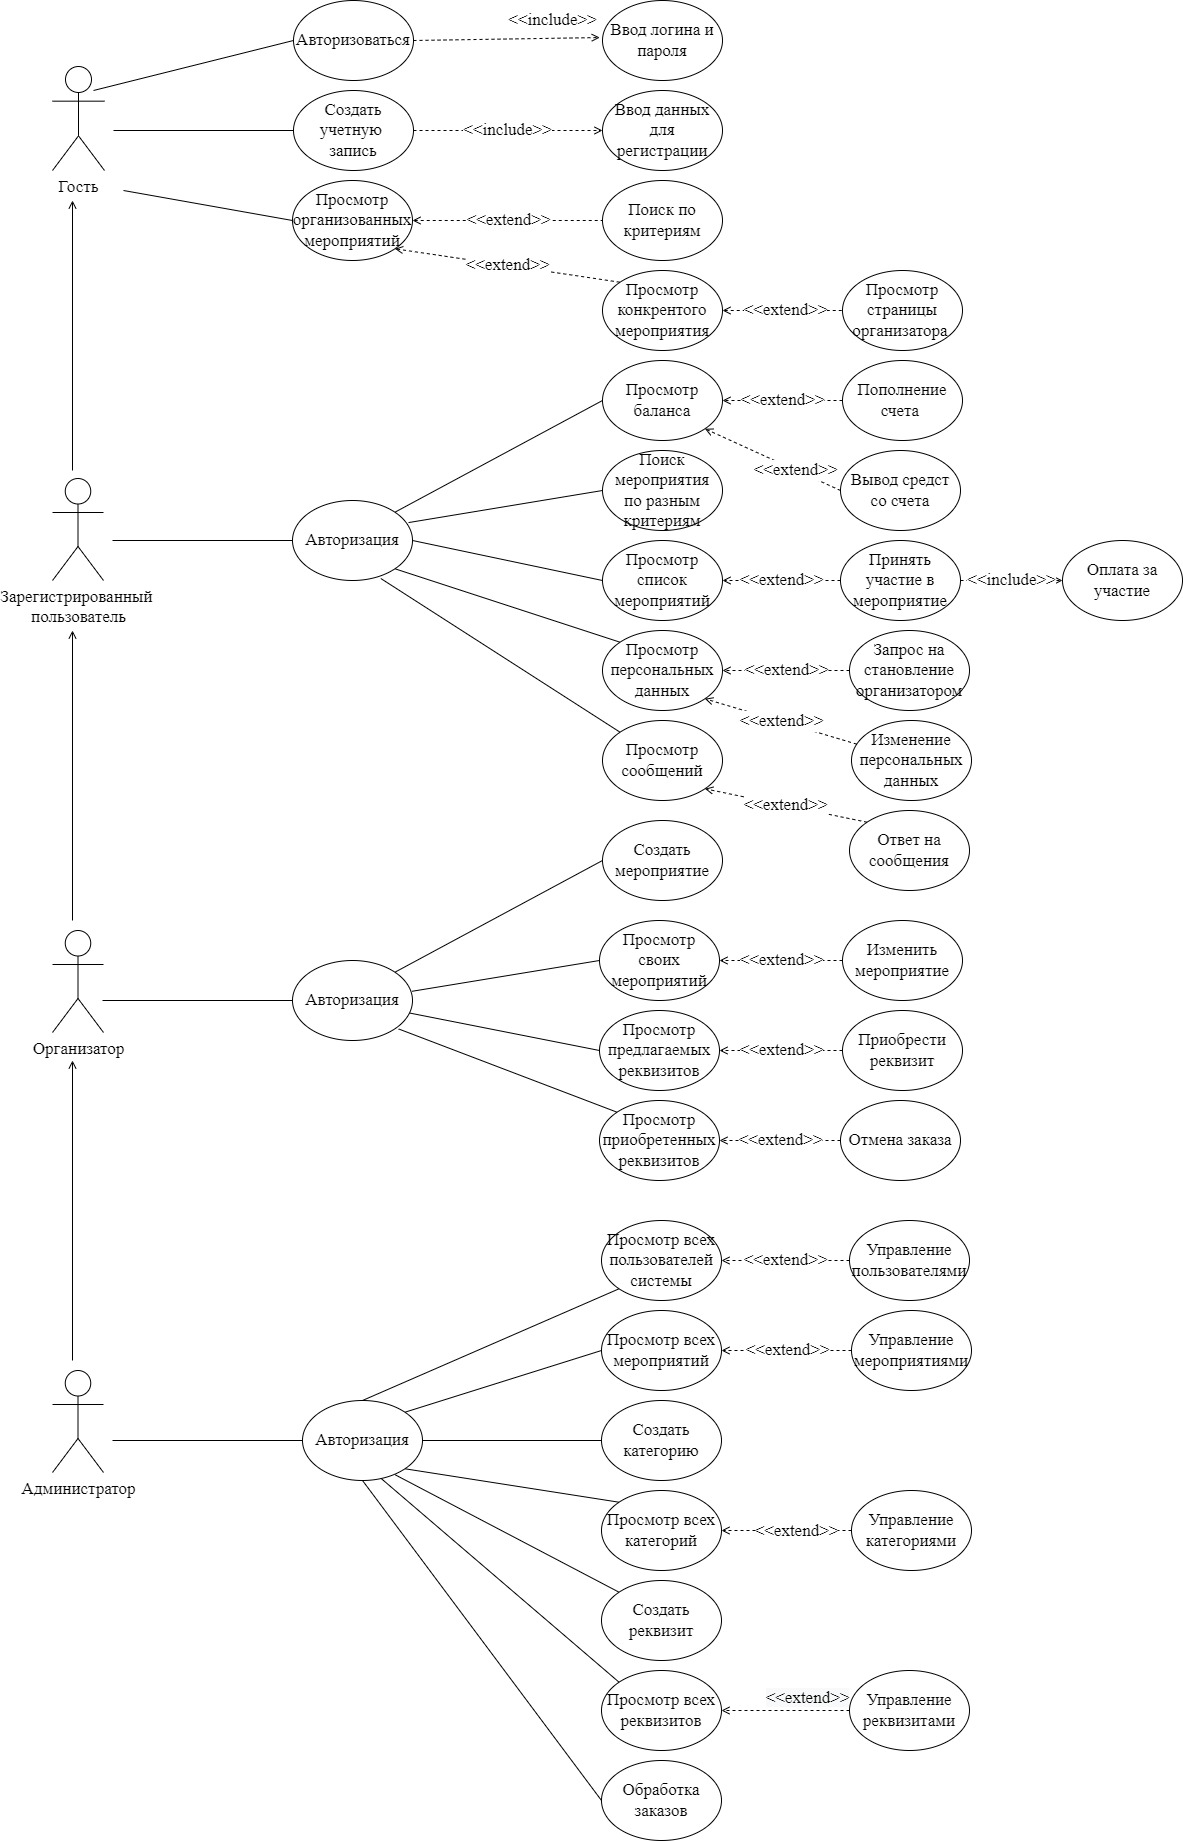 <<include>>
Авторизоваться
Ввод логина и
пароля
Создать
учетную
запись
<<include>>
Ввод данных
для
регистрации
Гость
Просмотр
организованных
мероприятий
<<extend>>
Поиск по
критериям
<<extend>>
Просмотр
конкрентого
мероприятия
<<extend>>
Просмотр
страницы
организатора
Просмотр
баланса
<<extend>>
Пополнение
счета
<<extend>>
Вывод средст
со счета
Поиск
мероприятия
по разным
критериям
Зарегистрированный
пользователь
Авторизация
Просмотр
список
мероприятий
<<extend>>
Принять
участие в
мероприятие
<<include>>
Оплата за
участие
Просмотр
персональных
данных
<<extend>>
Запрос на
становление
организатором
<<extend>>
Изменение
персональных
данных
Просмотр
сообщений
<<extend>>
Ответ на
сообщения
Создать
мероприятие
Организатор
Авторизация
Просмотр
своих
мероприятий
<<extend>>
Изменить
мероприятие
Просмотр
предлагаемых
реквизитов
<<extend>>
Приобрести
реквизит
Просмотр
приобретенных
реквизитов
<<extend>>
Отмена заказа
Просмотр всех
пользователей
системы
<<extend>>
Управление
пользователями
Просмотр всех
мероприятий
<<extend>>
Управление
мероприятиями
Администратор
Авторизация
Создать
категорию
Просмотр всех
категорий
<<extend>>
Управление
категориями
Создать
реквизит
Просмотр всех
реквизитов
<<extend>>
Управление
реквизитами
Обработка
заказов